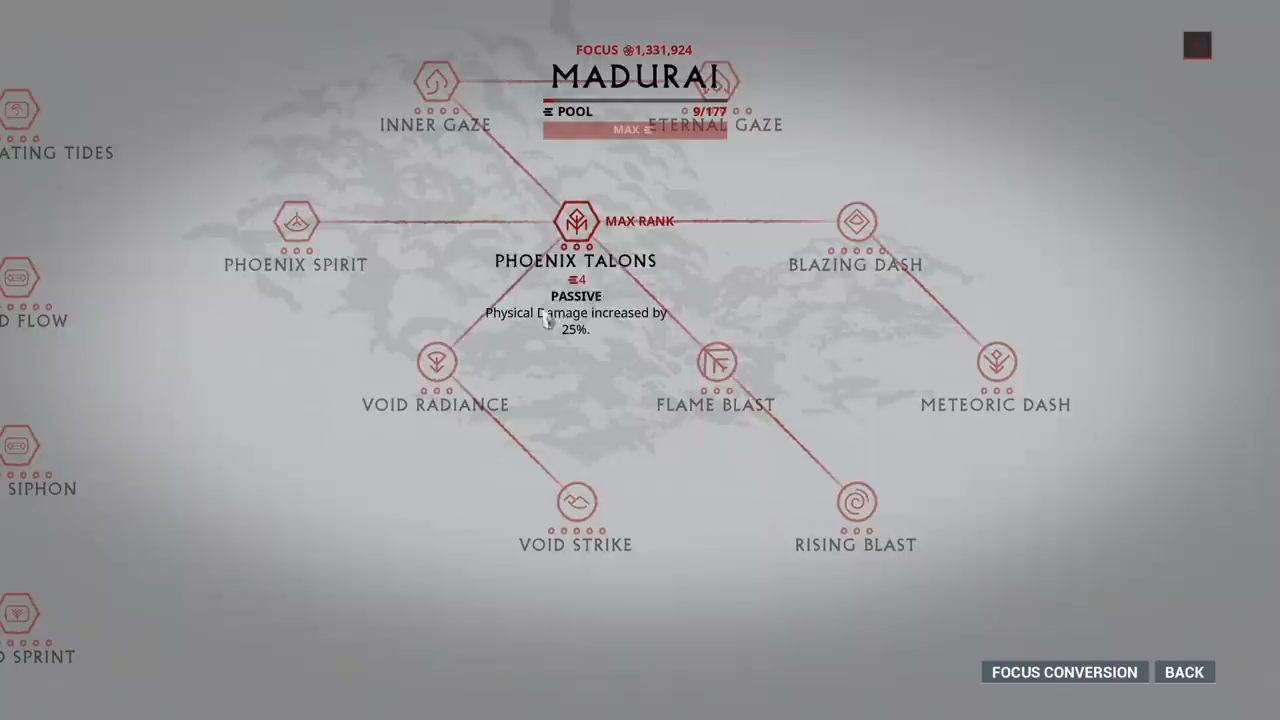 FOCUS 1,331,924
MADURAI
POOL 9/177
MAX
INNER GAZE
ETERNAL GAZE
ATING TIDES
MAX RANK
PHOENIX SPIRIT
PHOENIX TALONS
BLAZING DASH
4
PASSIVE
Physical Damage increased by
25%.
D FLOW
VOID RADIANCE
FLAME BLAST
METEORIC DASH
SIPHON
VOID STRIKE
RISING BLAST
D SPRINT
FOCUS CONVERSION
BACK